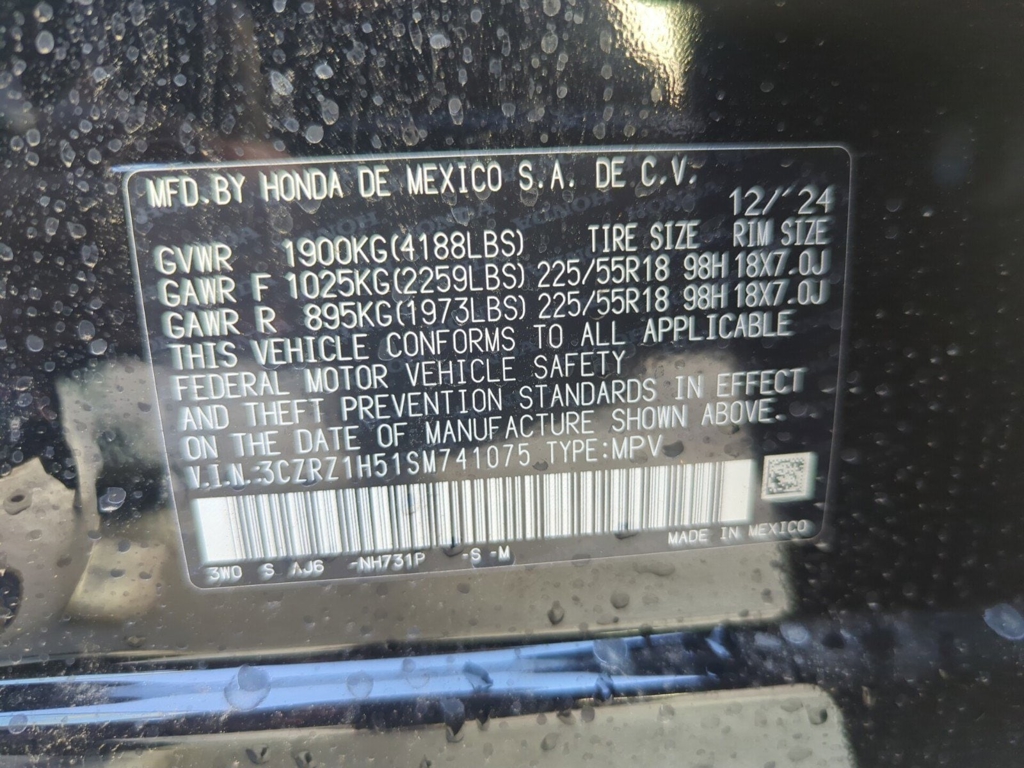 MFD.BY HONDA DE MEXICO S.A. DE C.V. 12/'24
GVWR 1900KG(4188LBS) TIRE SIZE RIM SIZE
GAWR F 1025KG(2259LBS) 225/55R18 98H 18X7.0J
GAWR R 895KG(1973LBS) 225/55R18 98H 18X7.0J
THIS VEHICLE CONFORMS TO ALL APPLICABLE
FEDERAL MOTOR VEHICLE SAFETY
AND THEFT PREVENTION STANDARDS IN EFFECT
ON THE DATE OF MANUFACTURE SHOWN ABOVE.
V.I.N.3CZRZ1H51SM741075 TYPE:MPV
MADE IN MEXICO
3W0 S AJ6 -NH731P -S -M